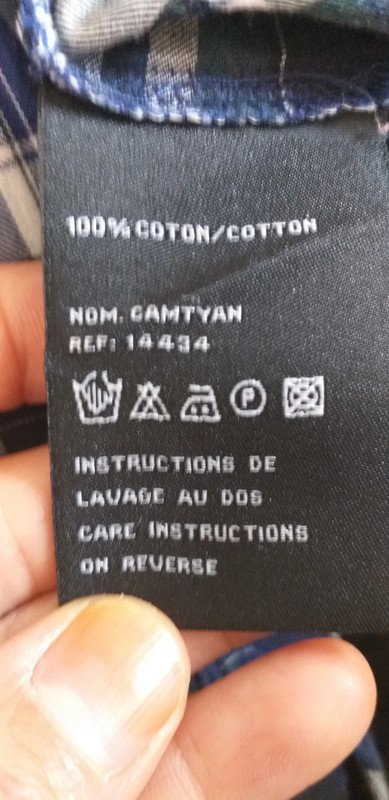 100% COTON/COTTON
NOM. CAMTYAN
REF: 14434
P
INSTRUCTIONS DE
LAVAGE AU DOS
CARE INSTRUCTIONS
ON REVERSE